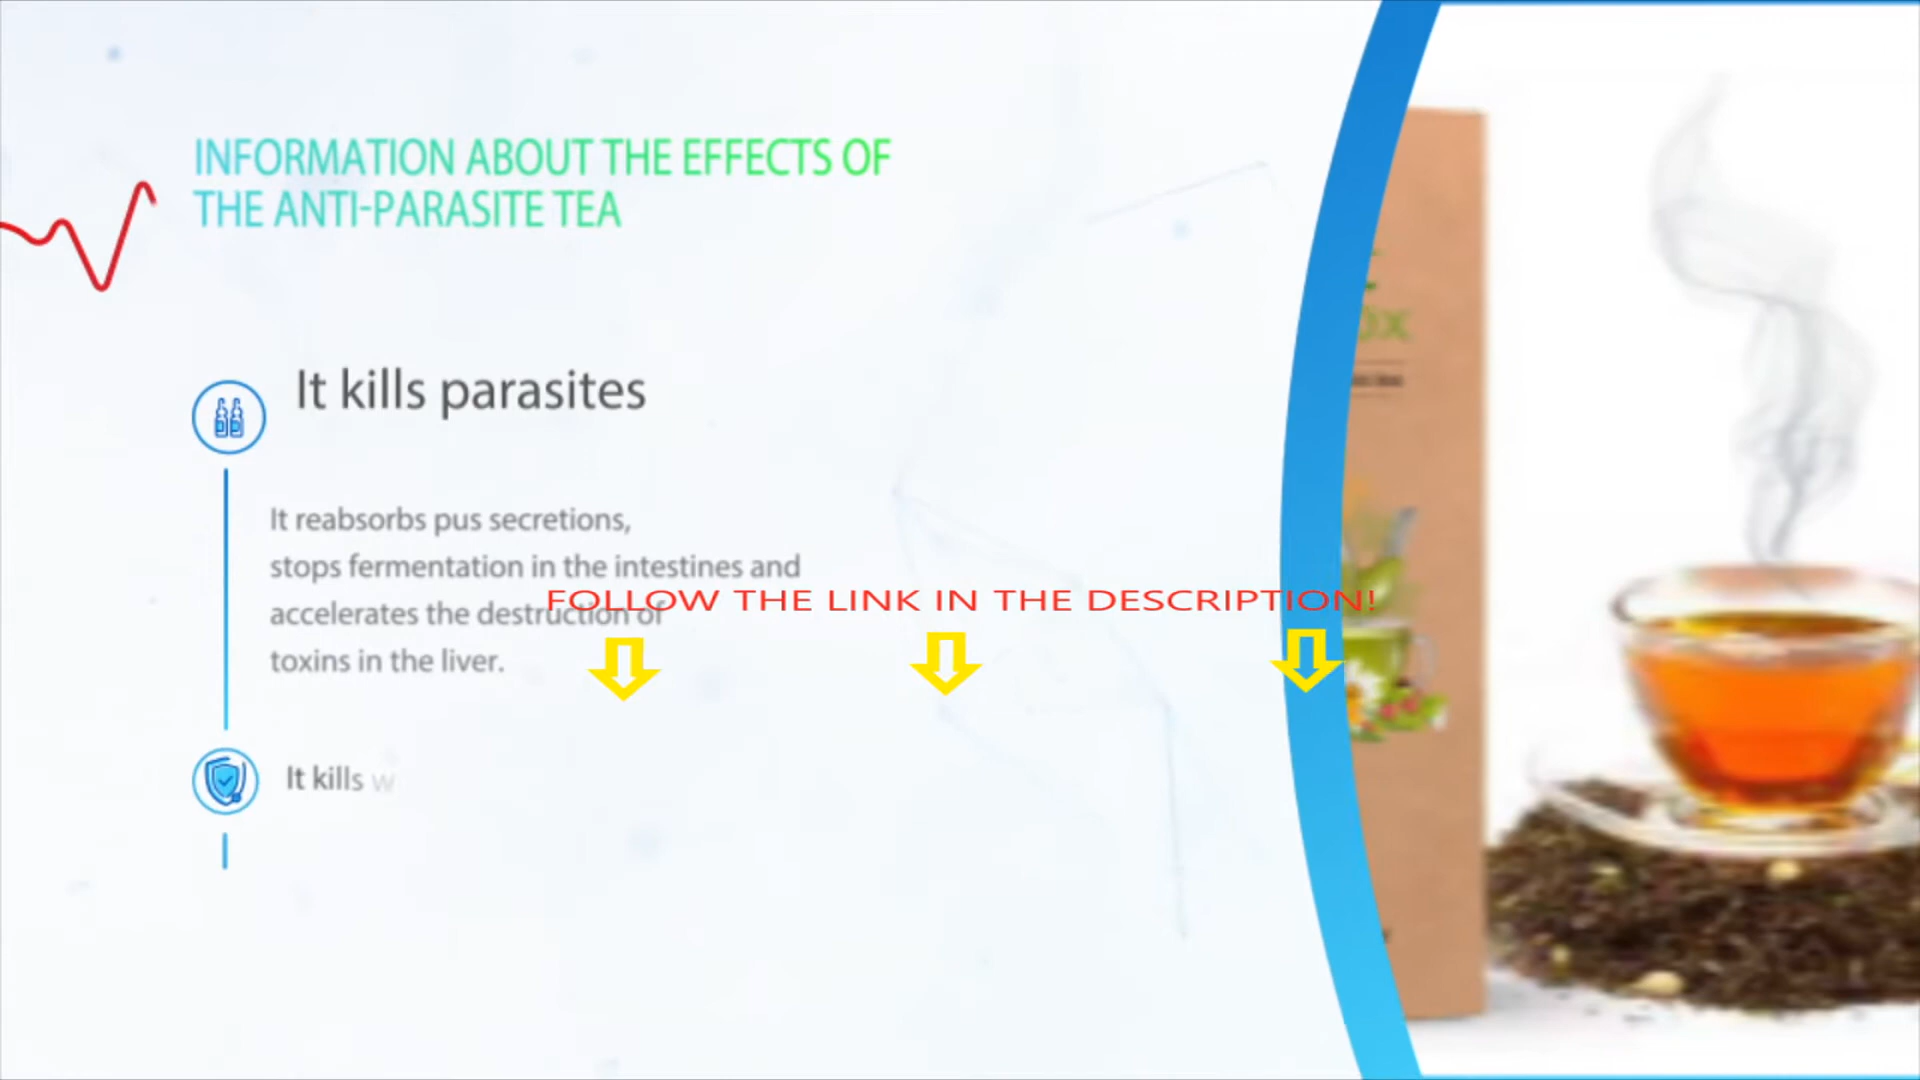 INFORMATION ABOUT THE EFFECTS OF
THE ANTI-PARASITE TEA
It kills parasites
It reabsorbs pus secretions,
stops fermentation in the intestines and
accelerates the destruction of
toxins in the liver.
FOLLOW THE LINK IN THE DESCRIPTION!
It kills w